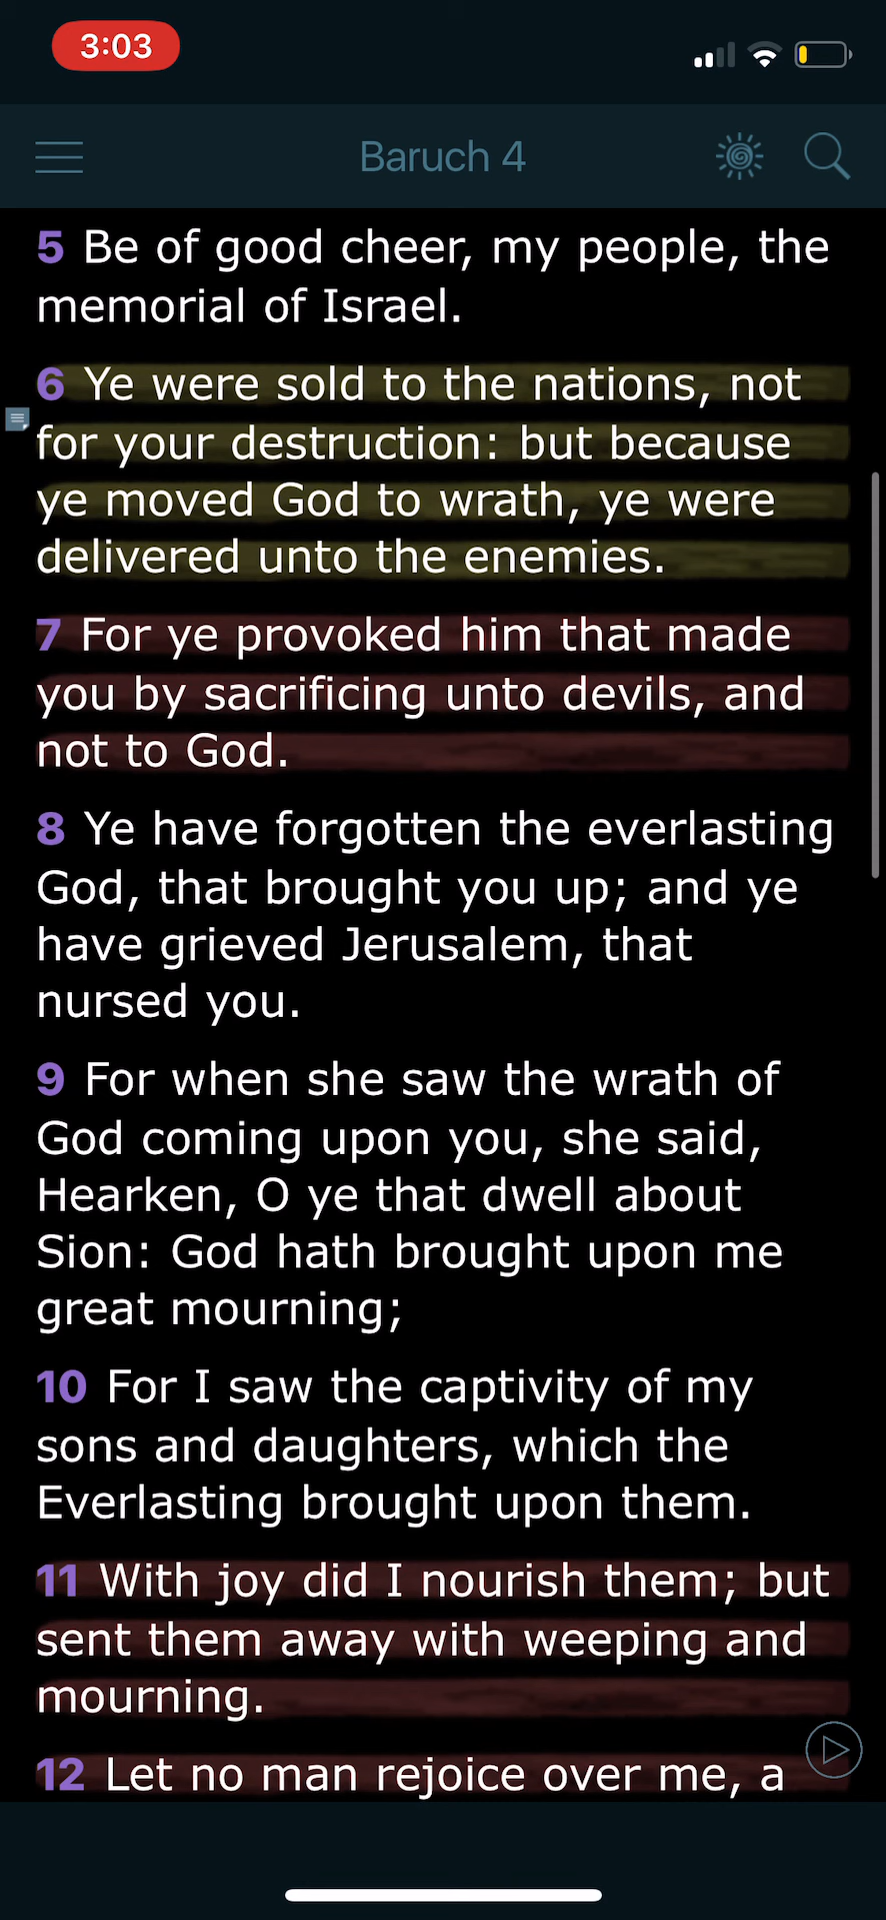 3:03
Baruch 4
5 Be of good cheer, my people, the
memorial of Israel.
6 Ye were sold to the nations, not
for your destruction: but because
ye moved God to wrath, ye were
delivered unto the enemies.
7 For ye provoked him that made
you by sacrificing unto devils, and
not to God.
8 Ye have forgotten the everlasting
God, that brought you up; and ye
have grieved Jerusalem, that
nursed you.
9 For when she saw the wrath of
God coming upon you, she said,
Hearken, O ye that dwell about
Sion: God hath brought upon me
great mourning;
10 For I saw the captivity of my
sons and daughters, which the
Everlasting brought upon them.
11 With joy did I nourish them; but
sent them away with weeping and
mourning.
12 Let no man rejoice over me, a